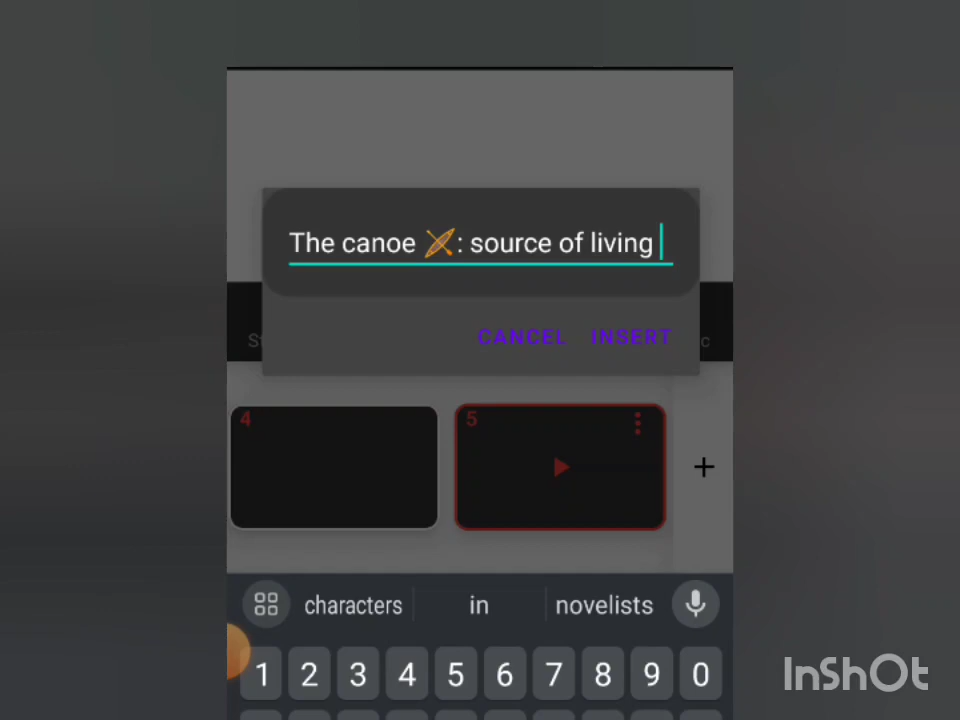 The canoe 🛶: source of living
CANCEL INSERT
4 5
+
characters in novelists
1 2 3 4 5 6 7 8 9 0
InShOt